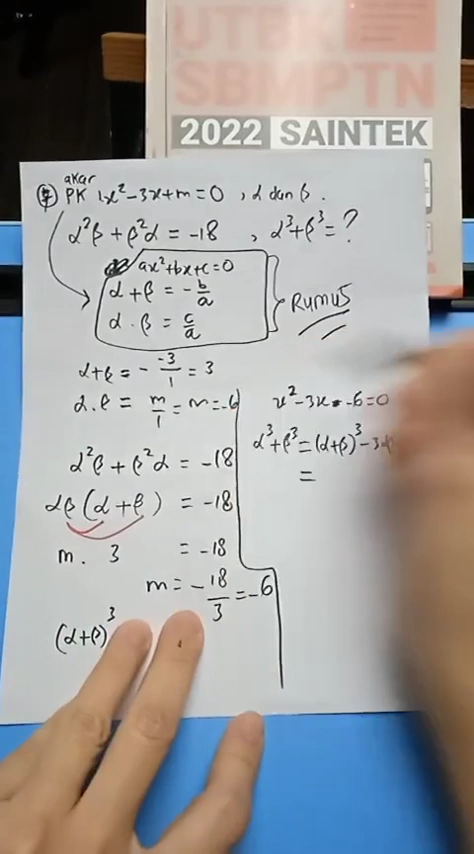 UTBK
SBMPTN
2022 SAINTEK
akar
PK 1x²-3x+m=0 , α dan β.
α²β + β²α = -18 , α³+β³=?
ax²+bx+c=0
α + β = -b/a
α . β = c/a
Rumus
α+β = - -3/1 = 3
α.β = m/1 = m = -6
α²β + β²α = -18
αβ (α+β) = -18
m. 3 = -18
m = -18/3 = -6
(α+β)³
x²-3x-6=0
α³+β³=(α+β)³-3
=